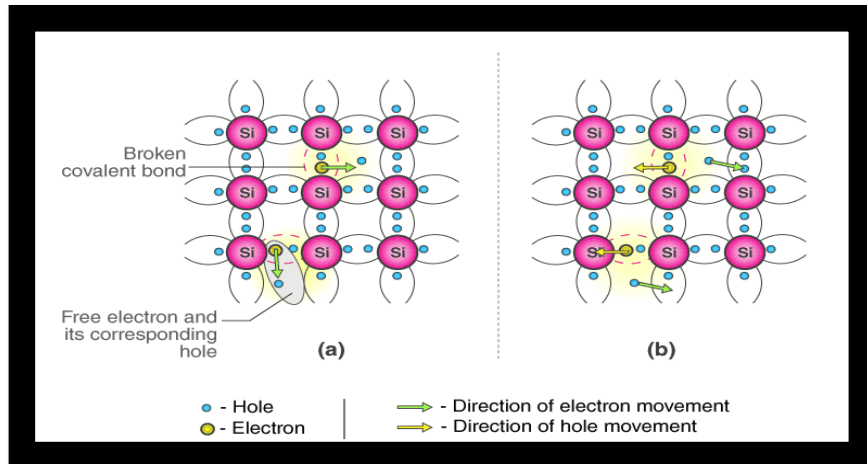 Si Si Si
Broken
covalent bond
Si Si Si
Si Si Si
Free electron and
its corresponding
hole
(a)
Si Si Si
Si Si Si
S Si Si
(b)
- Hole
- Electron
- Direction of electron movement
- Direction of hole movement